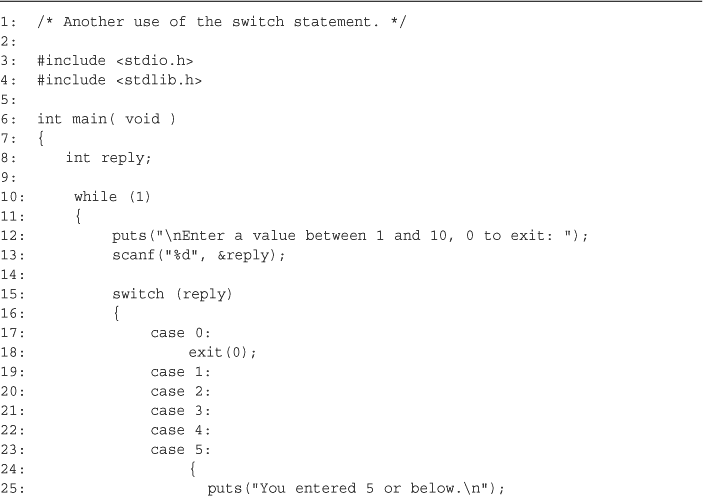 1:  /* Another use of the switch statement. */
2:
3:  #include <stdio.h>
4:  #include <stdlib.h>
5:
6:  int main( void )
7:  {
8:     int reply;
9:
10:     while (1)
11:     {
12:         puts("\nEnter a value between 1 and 10, 0 to exit: ");
13:         scanf("%d", &reply);
14:
15:         switch (reply)
16:         {
17:             case 0:
18:                 exit(0);
19:             case 1:
20:             case 2:
21:             case 3:
22:             case 4:
23:             case 5:
24:                 {
25:                   puts("You entered 5 or below.\n");